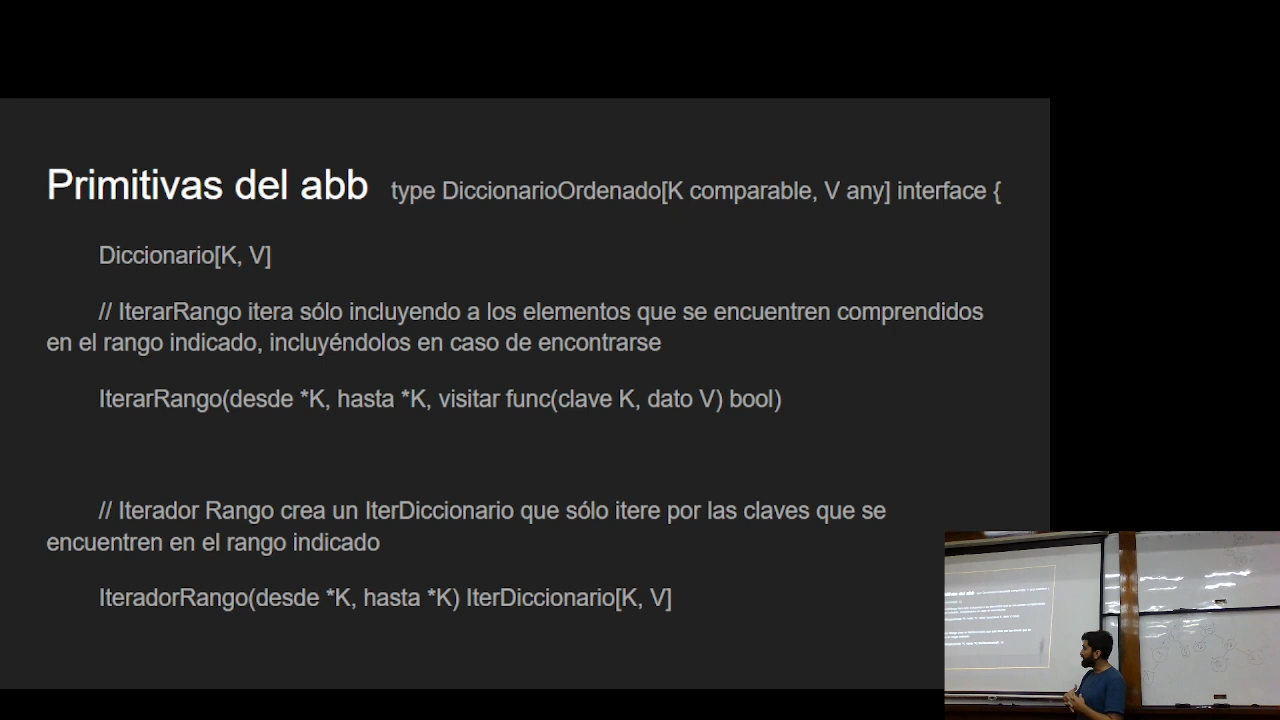 Primitivas del abb type DiccionarioOrdenado[K comparable, V any] interface {
Diccionario[K, V]
// IterarRango itera sólo incluyendo a los elementos que se encuentren comprendidos
en el rango indicado, incluyéndolos en caso de encontrarse
IterarRango(desde *K, hasta *K, visitar func(clave K, dato V) bool)
// Iterador Rango crea un IterDiccionario que sólo itere por las claves que se
encuentren en el rango indicado
IteradorRango(desde *K, hasta *K) IterDiccionario[K, V]